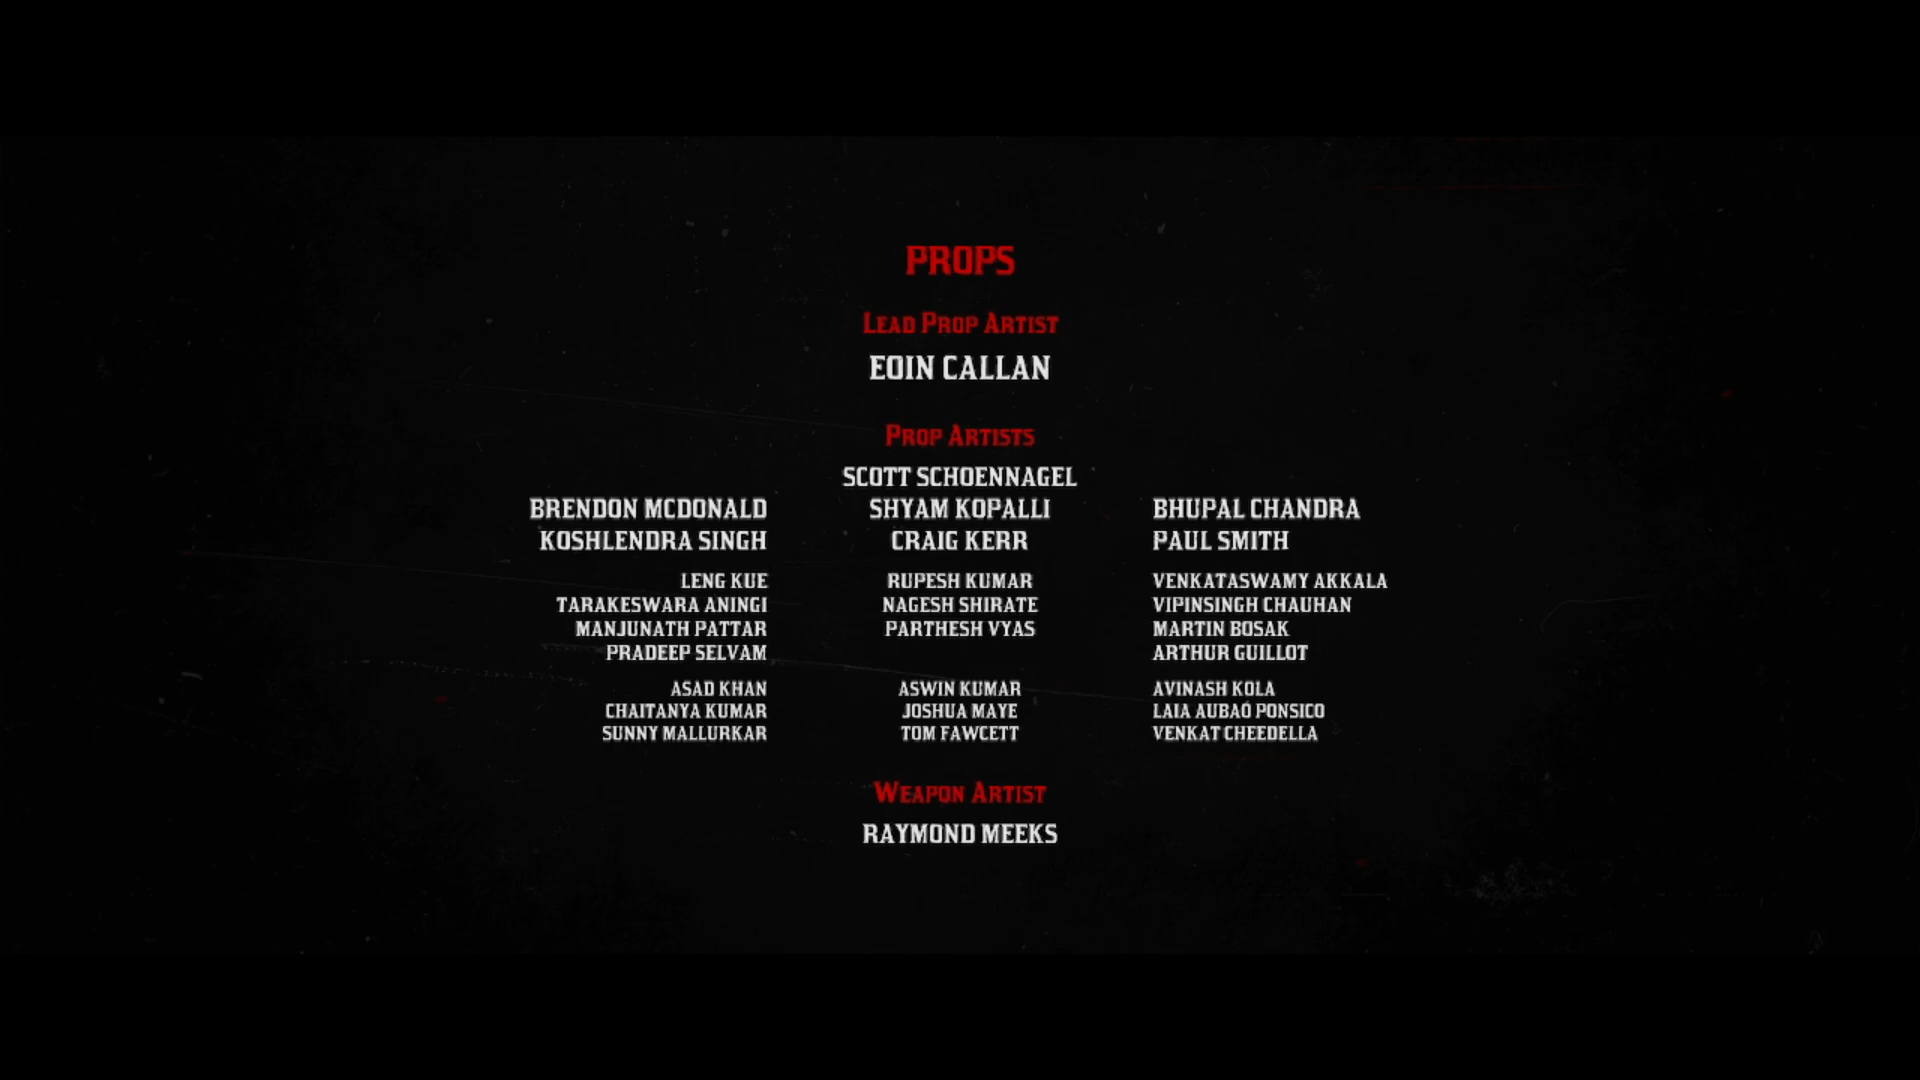 PROPS
LEAD PROP ARTIST
EOIN CALLAN
PROP ARTISTS
SCOTT SCHOENNAGEL
BRENDON MCDONALD SHYAM KOPALLI BHUPAL CHANDRA
KOSHLENDRA SINGH CRAIG KERR PAUL SMITH
LENG KUE RUPESH KUMAR VENKATASWAMY AKKALA
TARAKESWARA ANINGI NAGESH SHIRATE VIPINSINGH CHAUHAN
MANJUNATH PATTAR PARTHESH VYAS MARTIN BOSAK
PRADEEP SELVAM ARTHUR GUILLOT
ASAD KHAN ASWIN KUMAR AVINASH KOLA
CHAITANYA KUMAR JOSHUA MAYE LAIA AUBAÓ PONSICO
SUNNY MALLURKAR TOM FAWCETT VENKAT CHEEDELLA
WEAPON ARTIST
RAYMOND MEEKS